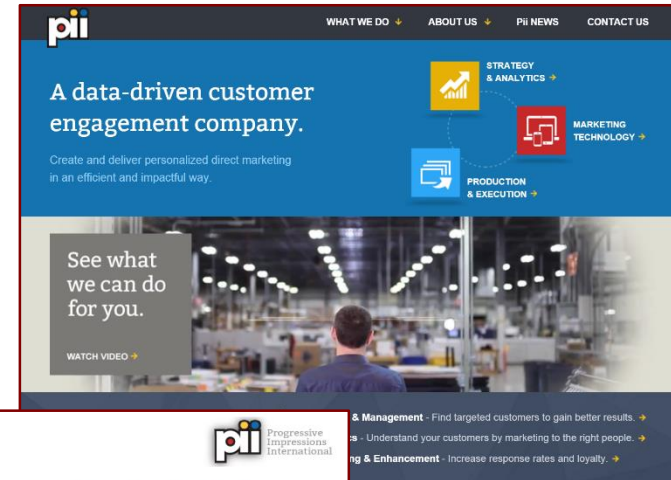 pii
WHAT WE DO
ABOUT US
Pii NEWS
CONTACT US
A data-driven customer
engagement company.
Create and deliver personalized direct marketing
in an efficient and impactful way.
STRATEGY
& ANALYTICS
MARKETING
TECHNOLOGY
PRODUCTION
& EXECUTION
See what
we can do
for you.
WATCH VIDEO
& Management - Find targeted customers to gain better results.
- Understand your customers by marketing to the right people.
& Enhancement - Increase response rates and loyalty.
pii
Progressive
Impressions
International